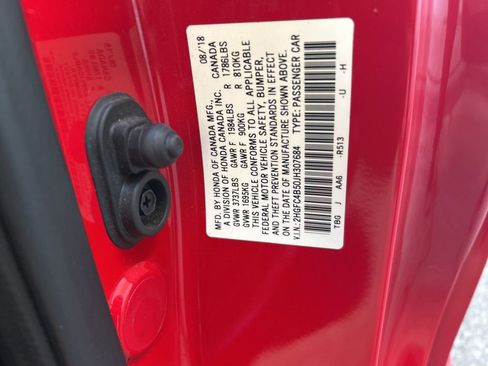 MFD. BY HONDA OF CANADA MFG., 08/'18
A DIVISION OF HONDA CANADA INC. CANADA
GVWR 3737LBS GAWR F 1984LBS R 1786LBS
GVWR 1695KG GAWR F 900KG R 810KG
THIS VEHICLE CONFORMS TO ALL APPLICABLE
FEDERAL MOTOR VEHICLE SAFETY, BUMPER,
AND THEFT PREVENTION STANDARDS IN EFFECT
ON THE DATE OF MANUFACTURE SHOWN ABOVE.
V.I.N.:2HGFC4B50JH307684 TYPE: PASSENGER CAR
TBG J AA6 -R513 -U -H